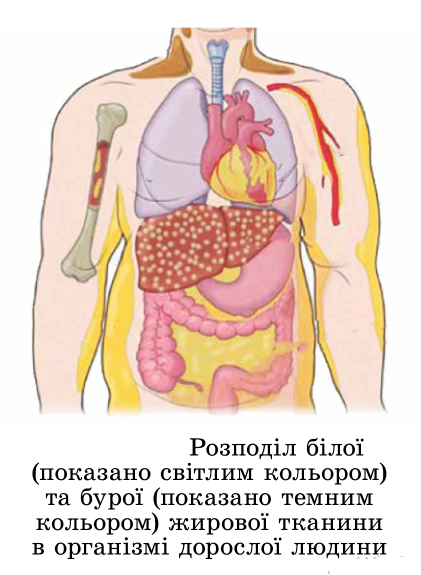 Розподіл білої
(показано світлим кольором)
та бурої (показано темним
кольором) жирової тканини
в організмі дорослої людини